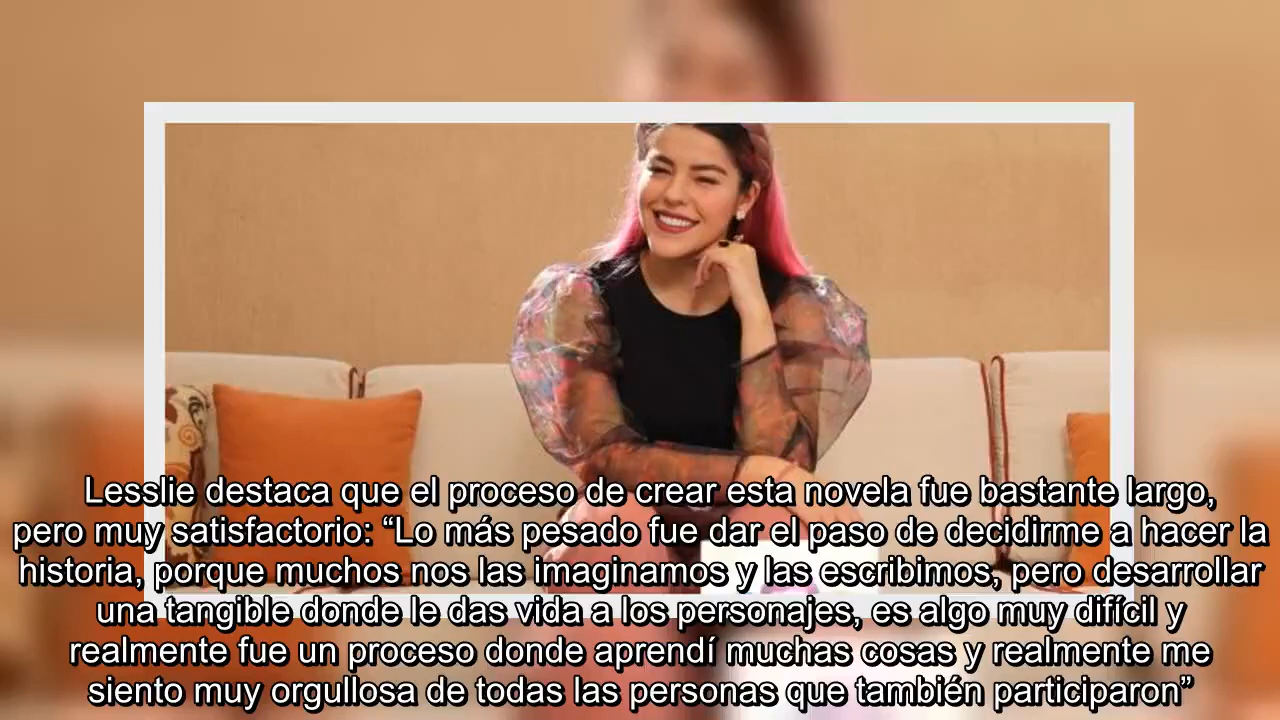 Lesslie destaca que el proceso de crear esta novela fue bastante largo,
pero muy satisfactorio: “Lo más pesado fue dar el paso de decidirme a hacer la
historia, porque muchos nos las imaginamos y las escribimos, pero desarrollar
una tangible donde le das vida a los personajes, es algo muy difícil y
realmente fue un proceso donde aprendí muchas cosas y realmente me
siento muy orgullosa de todas las personas que también participaron”